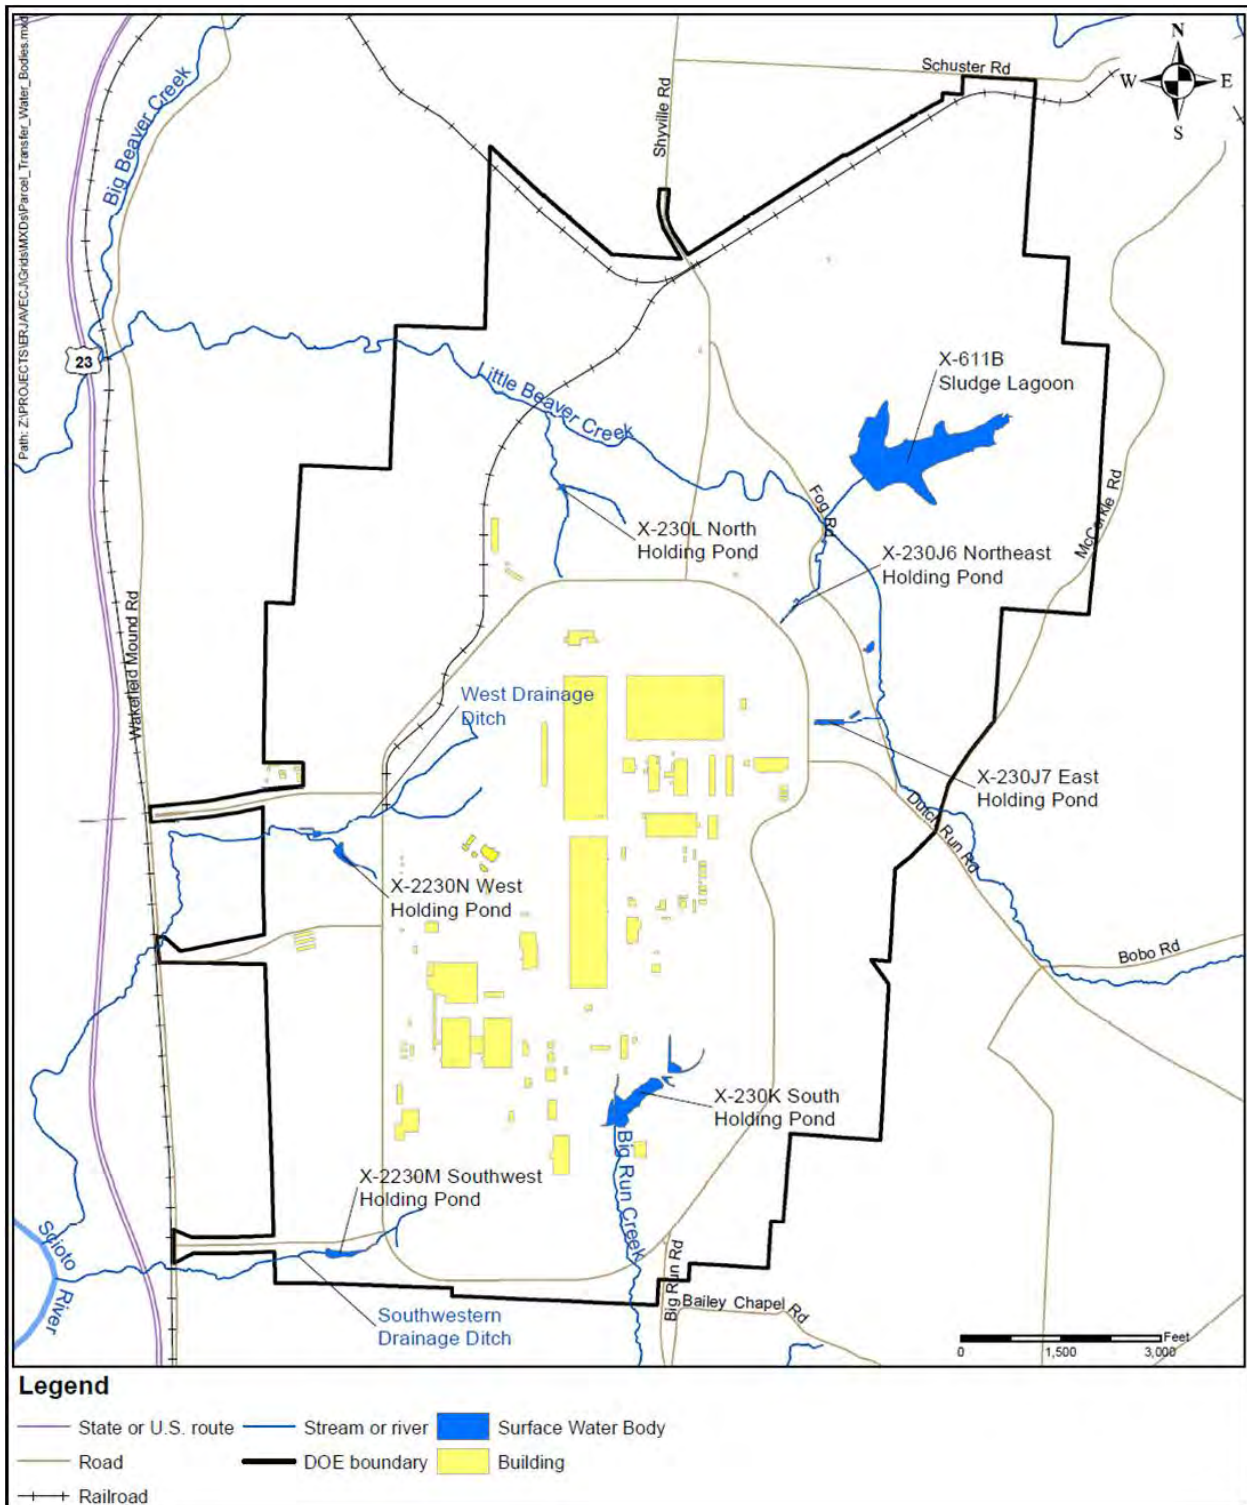 Path: Z:\PROJECTS\ERJAVECJ\Grids\MXDs\Parcel_Transfer_Water_Bodies.mxd
N
W
E
S
Schuster Rd
Shyville Rd
Big Beaver Creek
23
X-611B
Sludge Lagoon
Little Beaver Creek
Fog Rd
McCorkle Rd
X-230L North
Holding Pond
X-230J6 Northeast
Holding Pond
Wakefield Mound Rd
West Drainage
Ditch
X-230J7 East
Holding Pond
Dutch Run Rd
X-2230N West
Holding Pond
Bobo Rd
X-230K South
Holding Pond
Big Run Creek
X-2230M Southwest
Holding Pond
Scioto
River
Big Run Rd
Bailey Chapel Rd
Southwestern
Drainage Ditch
Feet
0 1,500 3,000
Legend
State or U.S. route
Stream or river
Surface Water Body
Road
DOE boundary
Building
Railroad